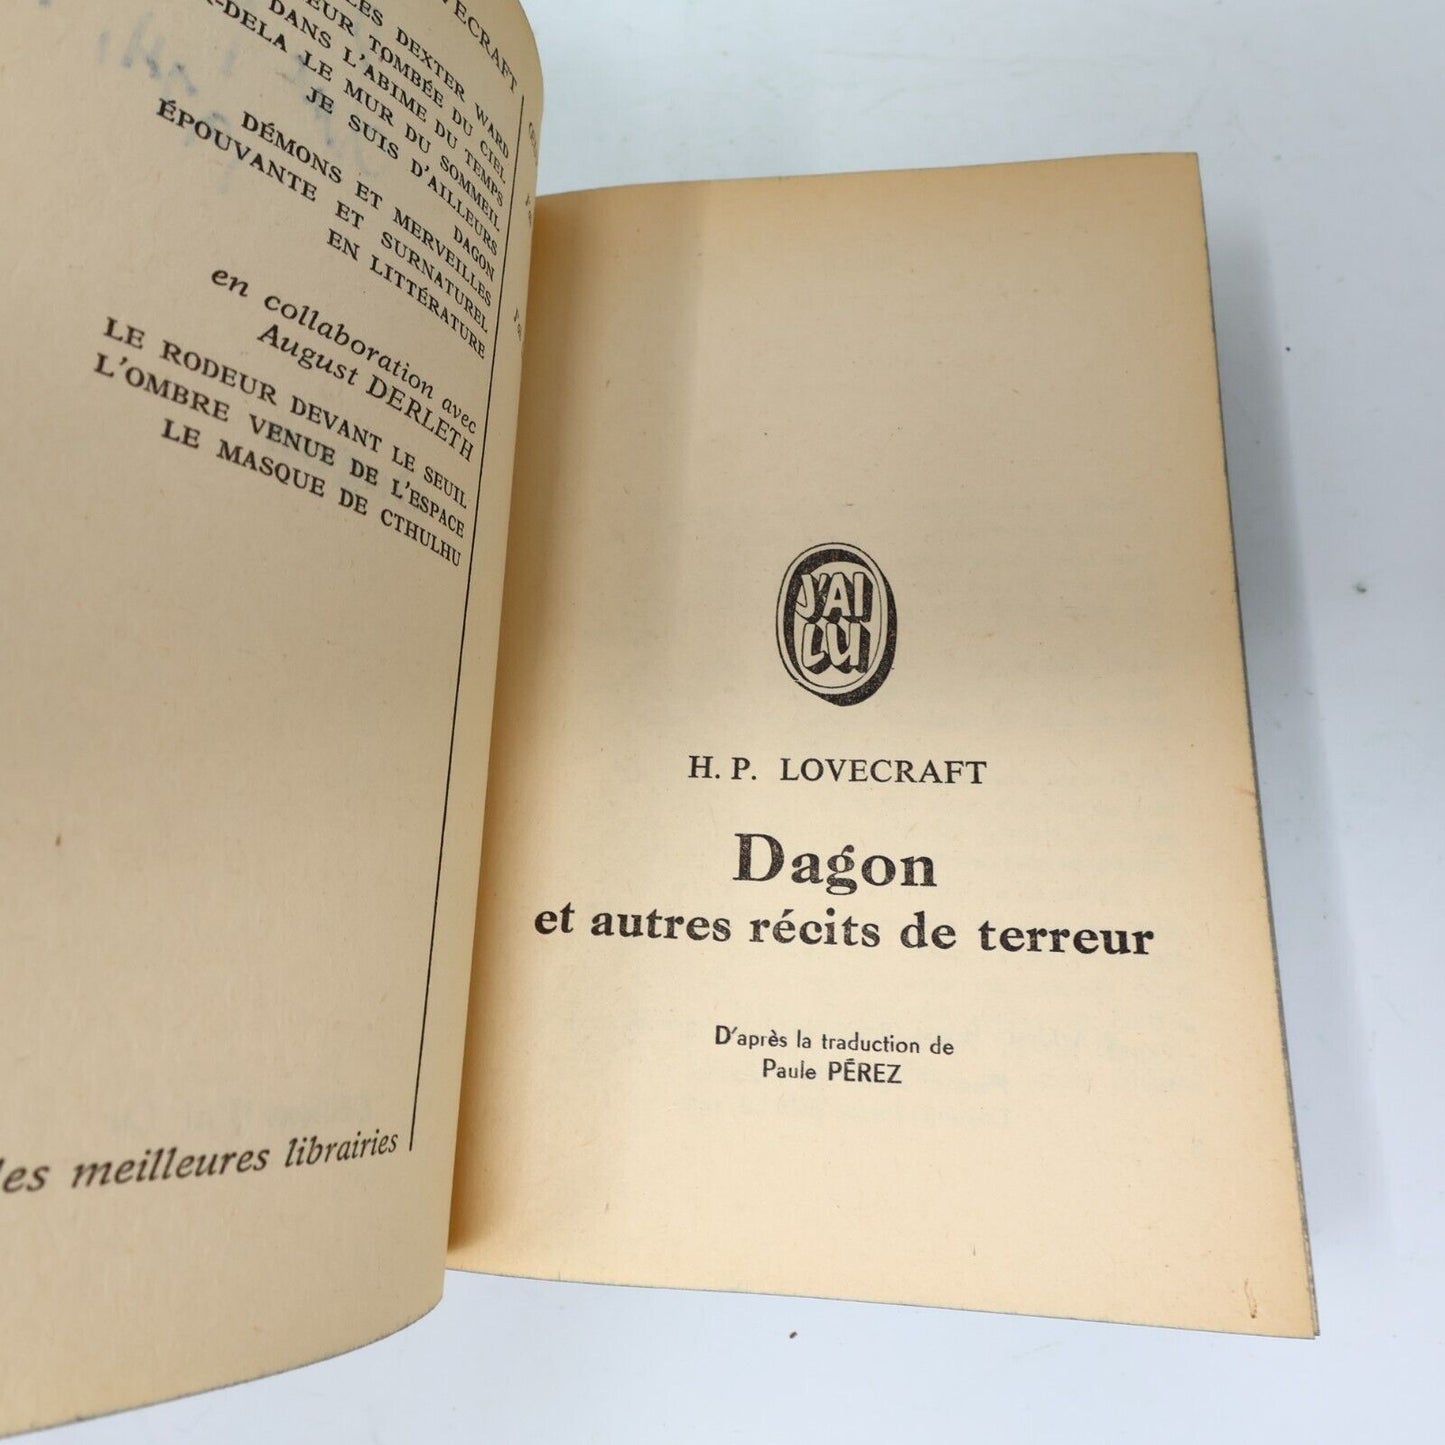 OVECRAFT
LES DEXTER WARD
EUR TOMBÉE DU CIEL
DANS L'ABIME DU TEMPS
-DELA LE MUR DU SOMMEIL
JE SUIS D'AILLEURS
DAGON
DÉMONS ET MERVEILLES
ÉPOUVANTE ET SURNATUREL
EN LITTÉRATURE
en collaboration avec
August DERLETH
LE RODEUR DEVANT LE SEUIL
L'OMBRE VENUE DE L'ESPACE
LE MASQUE DE CTHULHU
les meilleures librairies
J'AI
LU
H. P. LOVECRAFT
Dagon
et autres récits de terreur
D'après la traduction de
Paule PÉREZ